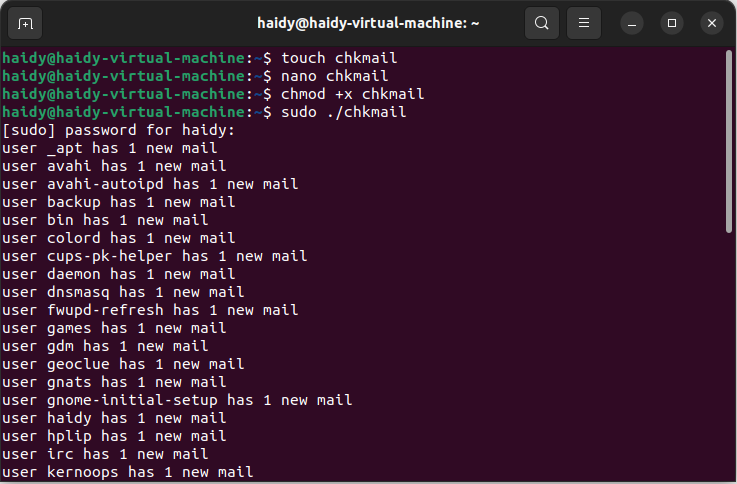 haidy@haidy-virtual-machine: ~
haidy@haidy-virtual-machine:~$ touch chkmail
haidy@haidy-virtual-machine:~$ nano chkmail
haidy@haidy-virtual-machine:~$ chmod +x chkmail
haidy@haidy-virtual-machine:~$ sudo ./chkmail
[sudo] password for haidy:
user _apt has 1 new mail
user avahi has 1 new mail
user avahi-autoipd has 1 new mail
user backup has 1 new mail
user bin has 1 new mail
user colord has 1 new mail
user cups-pk-helper has 1 new mail
user daemon has 1 new mail
user dnsmasq has 1 new mail
user fwupd-refresh has 1 new mail
user games has 1 new mail
user gdm has 1 new mail
user geoclue has 1 new mail
user gnats has 1 new mail
user gnome-initial-setup has 1 new mail
user haidy has 1 new mail
user hplip has 1 new mail
user irc has 1 new mail
user kernoops has 1 new mail